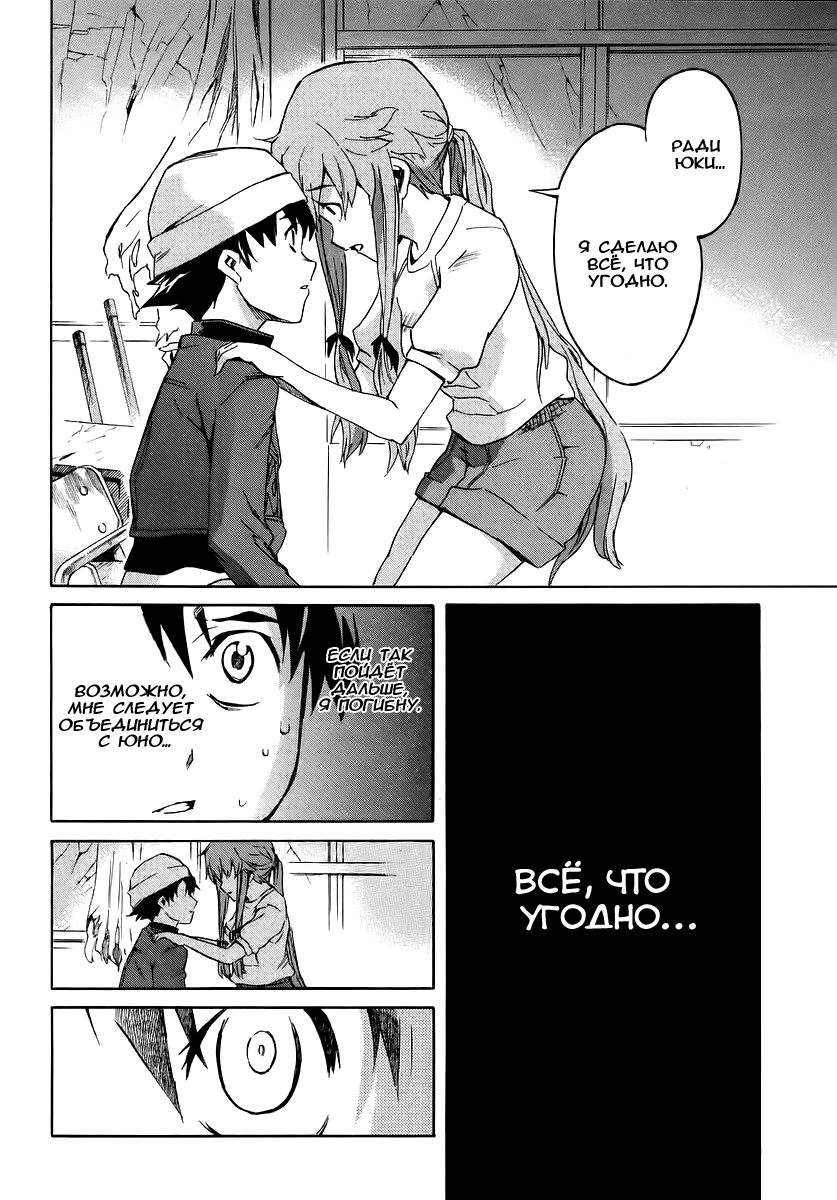 РАДИ
ЮКИ...
Я СДЕЛАЮ
ВСЁ, ЧТО
УГОДНО.
ЕСЛИ ТАК
ПОЙДЁТ
ДАЛЬШЕ,
Я ПОГИБНУ.
ВОЗМОЖНО,
МНЕ СЛЕДУЕТ
ОБЪЕДИНИТЬСЯ
С ЮНО...
ВСЁ, ЧТО
УГОДНО...